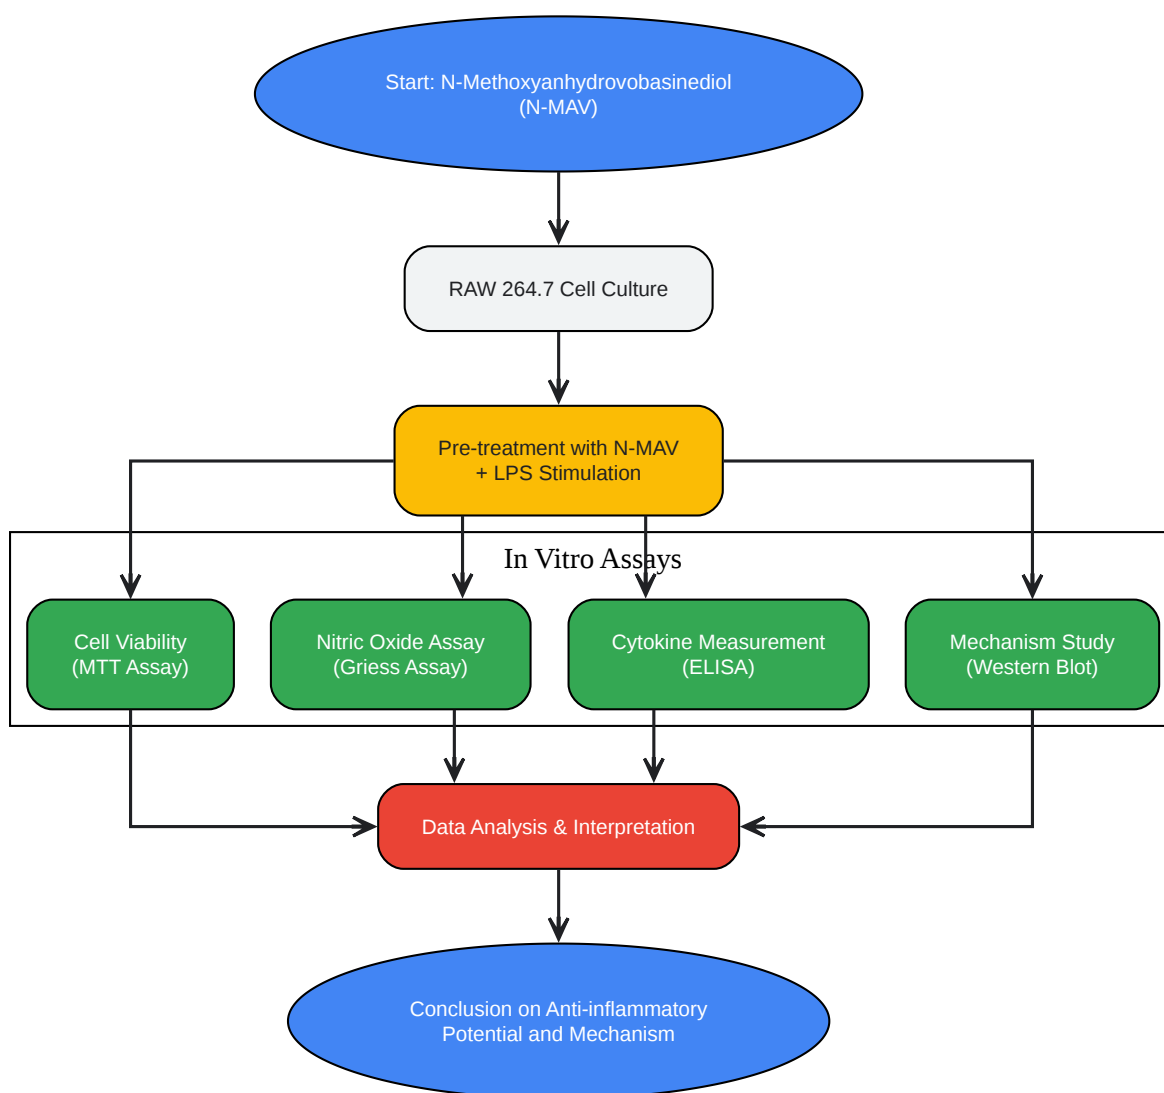 Start: N-Methoxyanhydrovobasinediol
(N-MAV)
RAW 264.7 Cell Culture
Pre-treatment with N-MAV
+ LPS Stimulation
In Vitro Assays
Cell Viability
(MTT Assay)
Nitric Oxide Assay
(Griess Assay)
Cytokine Measurement
(ELISA)
Mechanism Study
(Western Blot)
Data Analysis & Interpretation
Conclusion on Anti-inflammatory
Potential and Mechanism